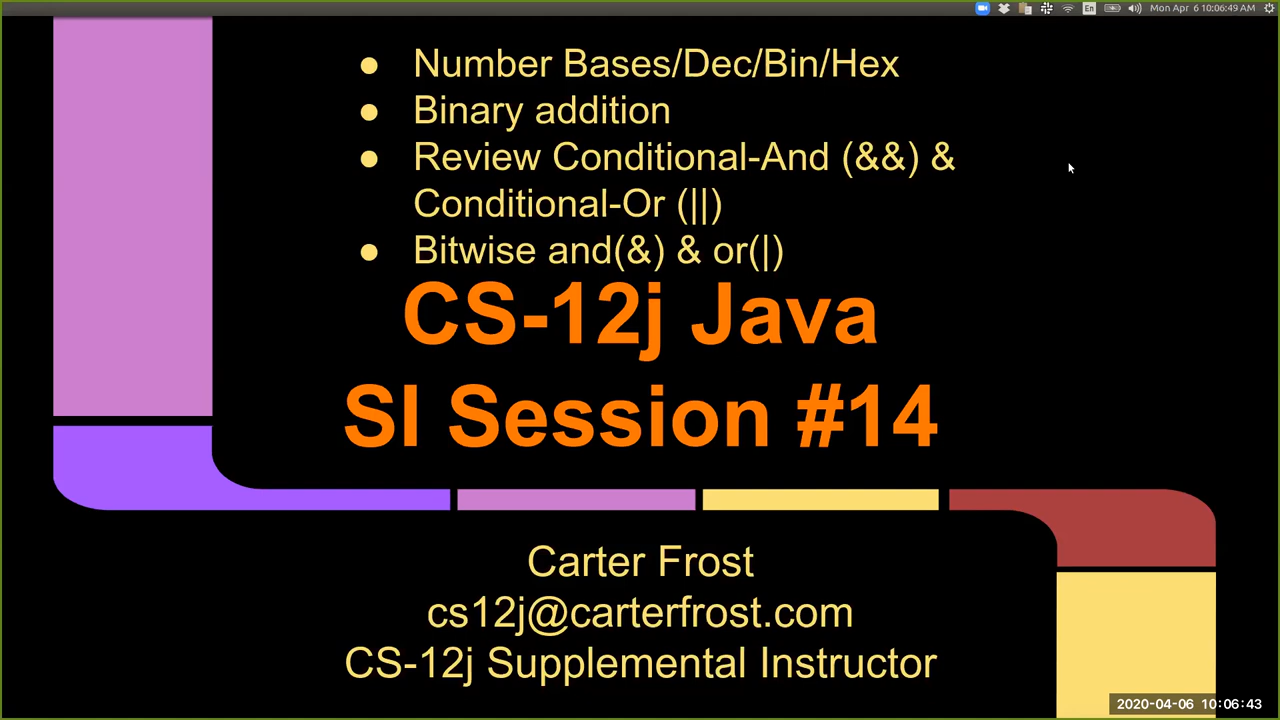 En Mon Apr 6 10:06:49 AM
● Number Bases/Dec/Bin/Hex
● Binary addition
● Review Conditional-And (&&) &
Conditional-Or (||)
● Bitwise and(&) & or(|)
CS-12j Java
SI Session #14
Carter Frost
cs12j@carterfrost.com
CS-12j Supplemental Instructor
2020-04-06 10:06:43